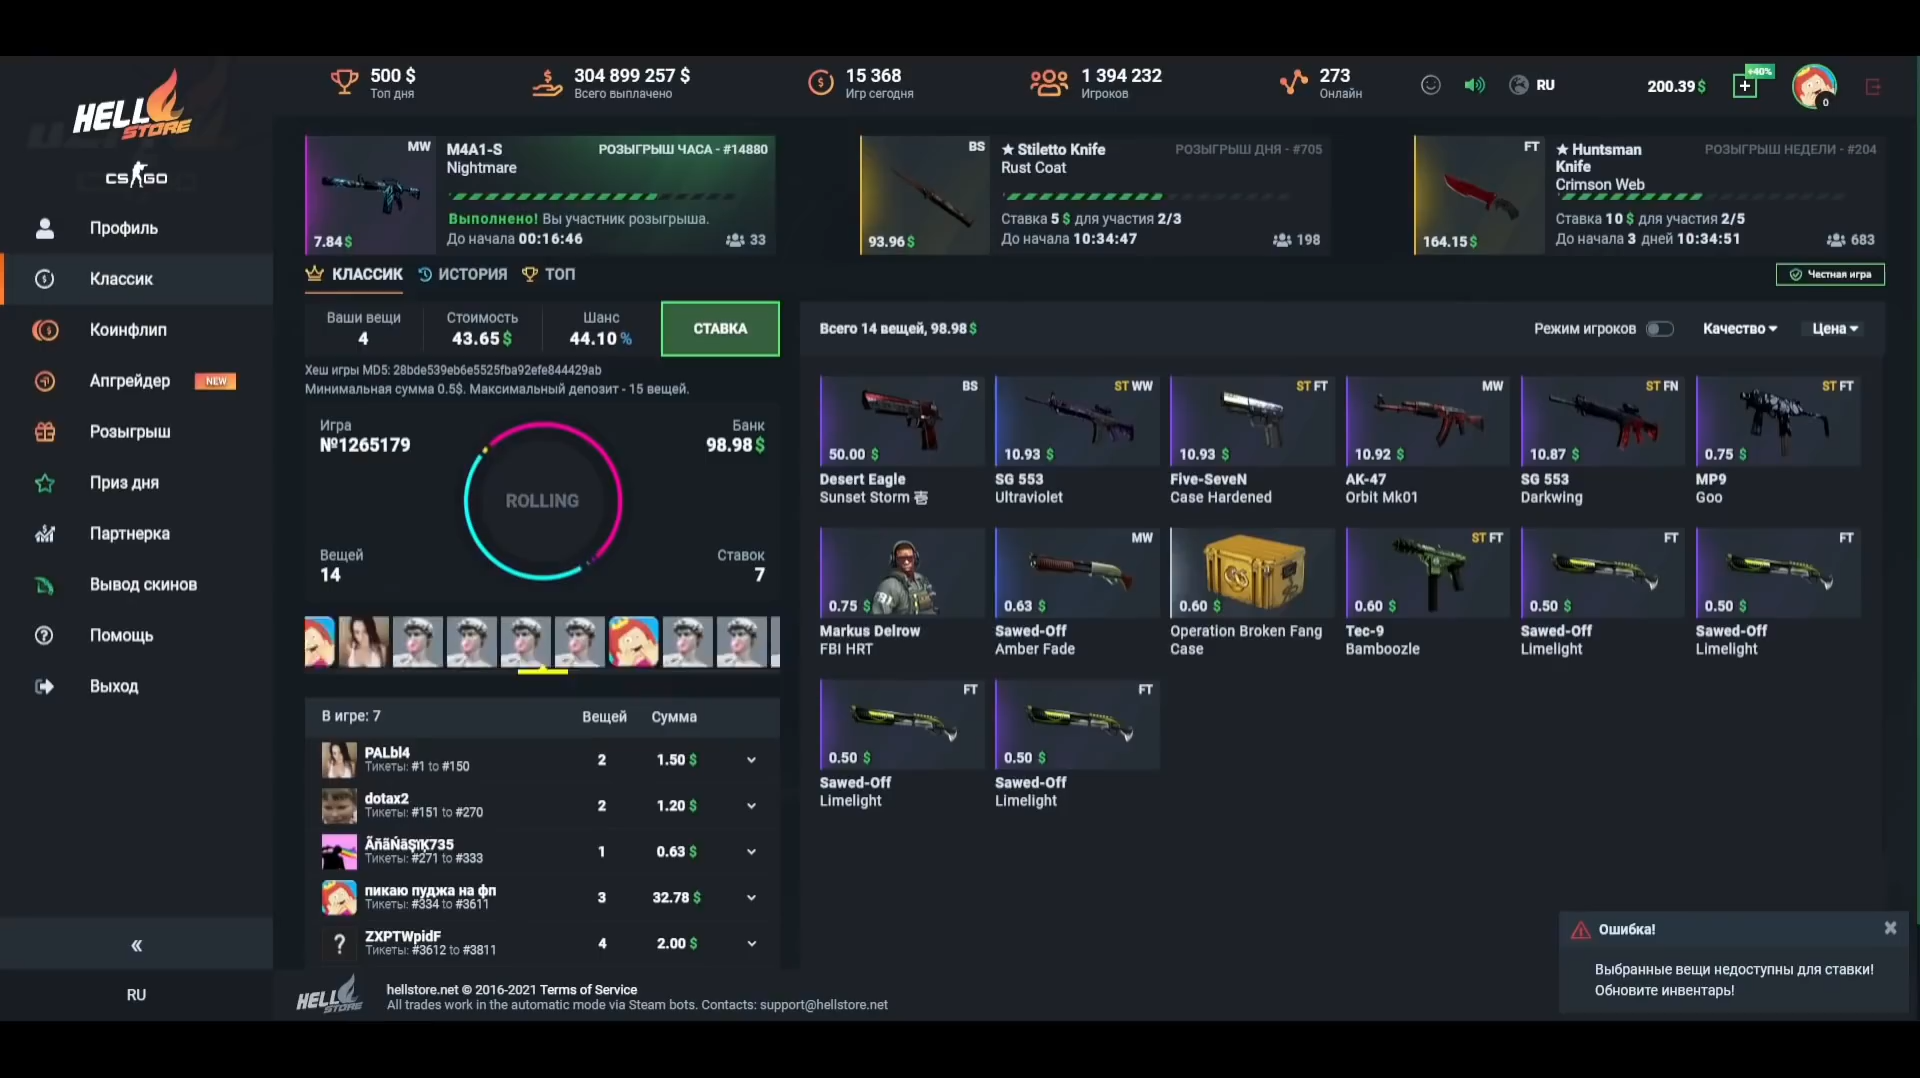 HELL
STORE
CS GO
500 $
Топ дня
304 899 257 $
Всего выплачено
15 368
Игр сегодня
1 394 232
Игроков
273
Онлайн
RU
200.39 $
+40%
0
Профиль
Классик
Коинфлип
Апгрейдер NEW
Розыгрыш
Приз дня
Партнерка
Вывод скинов
Помощь
Выход
«
RU
MW
7.84 $
M4A1-S
Nightmare
РОЗЫГРЫШ ЧАСА - #14880
Выполнено! Вы участник розыгрыша.
До начала 00:16:46
33
BS
93.96 $
★ Stiletto Knife
Rust Coat
РОЗЫГРЫШ ДНЯ - #705
Ставка 5 $ для участия 2/3
До начала 10:34:47
198
FT
164.15 $
★ Huntsman
Knife
Crimson Web
РОЗЫГРЫШ НЕДЕЛИ - #204
Ставка 10 $ для участия 2/5
До начала 3 дней 10:34:51
683
КЛАССИК ИСТОРИЯ ТОП
Честная игра
Ваши вещи
4
Стоимость
43.65 $
Шанс
44.10 %
СТАВКА
Хеш игры MD5: 28bde539eb6e5525fba92efe844429ab
Минимальная сумма 0.5$. Максимальный депозит - 15 вещей.
Игра
№1265179
Банк
98.98 $
ROLLING
Вещей
14
Ставок
7
В игре: 7 Вещей Сумма
PALbl4
Тикеты: #1 to #150
2 1.50 $
dotax2
Тикеты: #151 to #270
2 1.20 $
Тикеты: #271 to #333
1 0.63 $
пикаю пуджа на фп
Тикеты: #334 to #3611
3 32.78 $
?
ZXPTWpidF
Тикеты: #3612 to #3811
4 2.00 $
Всего 14 вещей, 98.98 $
Режим игроков
Качество
Цена
BS
50.00 $
Desert Eagle
Sunset Storm 壱
ST WW
10.93 $
SG 553
Ultraviolet
ST FT
10.93 $
Five-SeveN
Case Hardened
MW
10.92 $
AK-47
Orbit Mk01
ST FN
10.87 $
SG 553
Darkwing
ST FT
0.75 $
MP9
Goo
0.75 $
Markus Delrow
FBI HRT
MW
0.63 $
Sawed-Off
Amber Fade
0.60 $
Operation Broken Fang
Case
ST FT
0.60 $
Tec-9
Bamboozle
FT
0.50 $
Sawed-Off
Limelight
FT
0.50 $
Sawed-Off
Limelight
FT
0.50 $
Sawed-Off
Limelight
FT
0.50 $
Sawed-Off
Limelight
Ошибка!
Выбранные вещи недоступны для ставки!
Обновите инвентарь!
HELL
STORE
hellstore.net © 2016-2021 Terms of Service
All trades work in the automatic mode via Steam bots. Contacts: support@hellstore.net